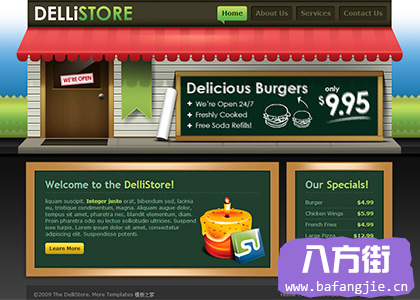 DELLiSTORE
Home
About Us
Services
Contact Us
WE'RE OPEN
Delicious Burgers
We're Open 24/7
Freshly Cooked
Free Soda Refills!
only
$9.95
Welcome to the DelliStore!
liquam suscipit. Integer justo erat, bibendum sed, lacinia
eu, tristique condimentum, magna. Aliquam augue dolor,
tempus sit amet, pharetra nec, blandit elementum, diam.
Proin pharetra odio eu lectus sollicitudin ultricies. Duis
suscipit turpis. Lorem ipsum dolor sit amet, consectetur
adipiscing elit. Suspendisse potenti.
Learn More
Our Specials!
Burger $4.99
Chicken Wings $5.99
French Fries $4.99
Large Pizza
八方街
www.bafangjie.cn
©2009 The DelliStore. More Templates 模板之家